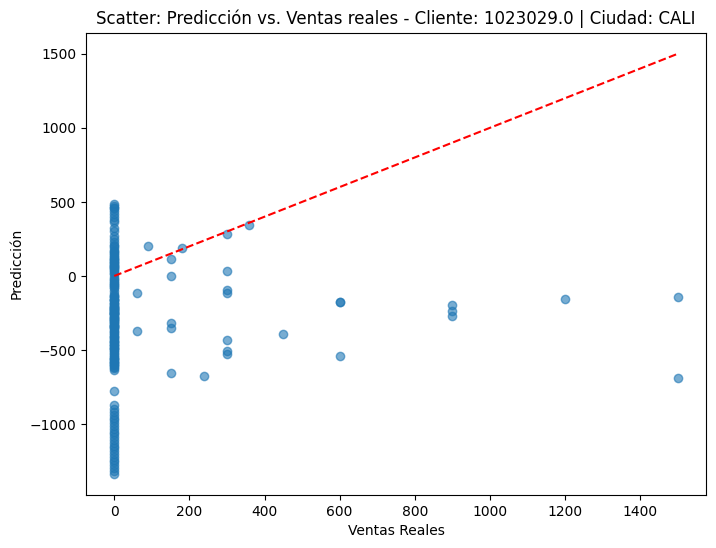 Scatter: Predicción vs. Ventas reales - Cliente: 1023029.0 | Ciudad: CALI
1500
1000
500
0
−500
−1000
Predicción
0 200 400 600 800 1000 1200 1400
Ventas Reales